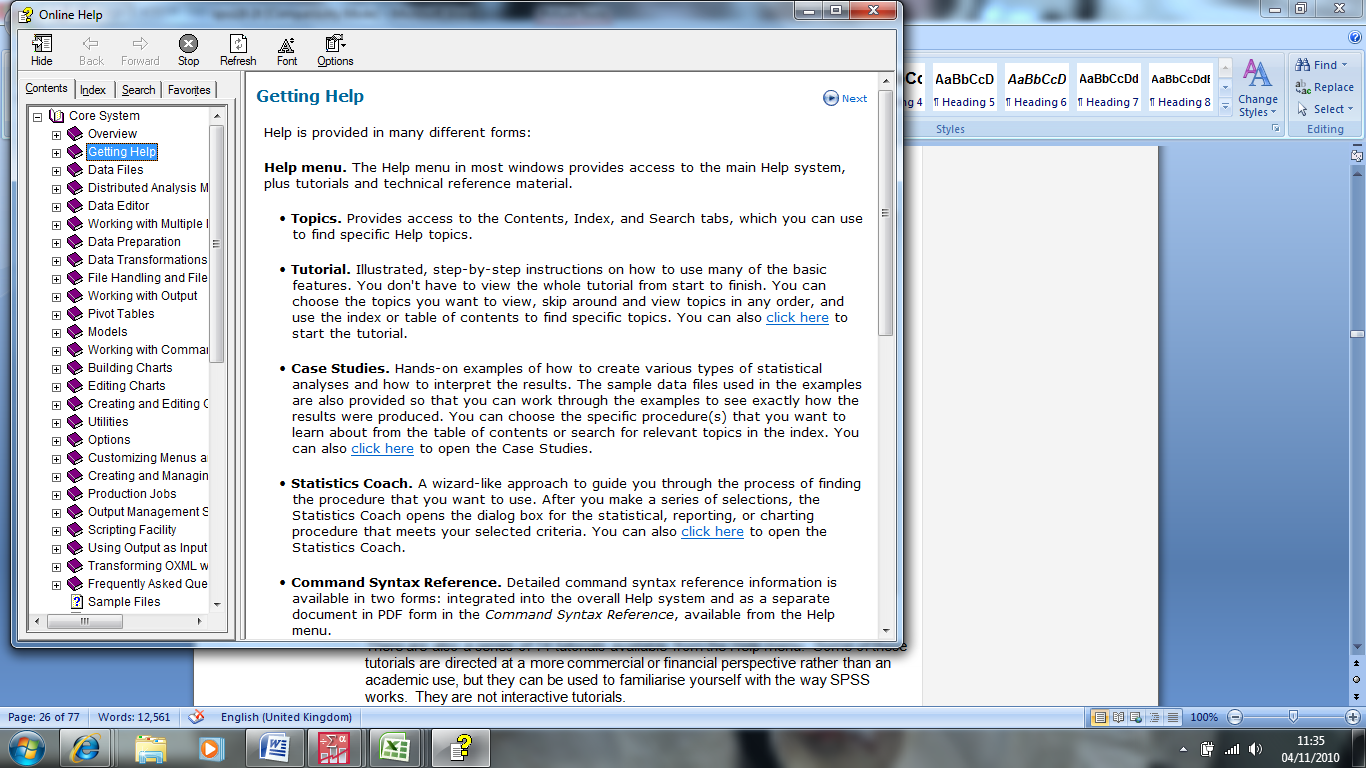 Online Help
Hide
Back
Forward
Stop
Refresh
Font
Options
Contents
Index
Search
Favorites
Core System
Overview
Getting Help
Data Files
Distributed Analysis M
Data Editor
Working with Multiple
Data Preparation
Data Transformations
File Handling and File
Working with Output
Pivot Tables
Models
Working with Comma
Building Charts
Editing Charts
Creating and Editing C
Utilities
Options
Customizing Menus a
Creating and Managin
Production Jobs
Output Management S
Scripting Facility
Using Output as Input
Transforming OXML w
Frequently Asked Que
Sample Files
Getting Help
Next
Help is provided in many different forms:
Help menu. The Help menu in most windows provides access to the main Help system,
plus tutorials and technical reference material.
• Topics. Provides access to the Contents, Index, and Search tabs, which you can use
to find specific Help topics.
• Tutorial. Illustrated, step-by-step instructions on how to use many of the basic
features. You don't have to view the whole tutorial from start to finish. You can
choose the topics you want to view, skip around and view topics in any order, and
use the index or table of contents to find specific topics. You can also click here to
start the tutorial.
• Case Studies. Hands-on examples of how to create various types of statistical
analyses and how to interpret the results. The sample data files used in the examples
are also provided so that you can work through the examples to see exactly how the
results were produced. You can choose the specific procedure(s) that you want to
learn about from the table of contents or search for relevant topics in the index. You
can also click here to open the Case Studies.
• Statistics Coach. A wizard-like approach to guide you through the process of finding
the procedure that you want to use. After you make a series of selections, the
Statistics Coach opens the dialog box for the statistical, reporting, or charting
procedure that meets your selected criteria. You can also click here to open the
Statistics Coach.
• Command Syntax Reference. Detailed command syntax reference information is
available in two forms: integrated into the overall Help system and as a separate
document in PDF form in the Command Syntax Reference, available from the Help
menu.
AaBbCcD
AaBbCcD
AaBbCcDd
AaBbCcDdE
g 4
¶ Heading 5
¶ Heading 6
¶ Heading 7
¶ Heading 8
Change
Styles
Styles
Find
Replace
Select
Editing
tutorials are directed at a more commercial or financial perspective rather than an
academic use, but they can be used to familiarise yourself with the way SPSS
works. They are not interactive tutorials.
Page: 26 of 77
Words: 12,561
English (United Kingdom)
100%
11:35
04/11/2010